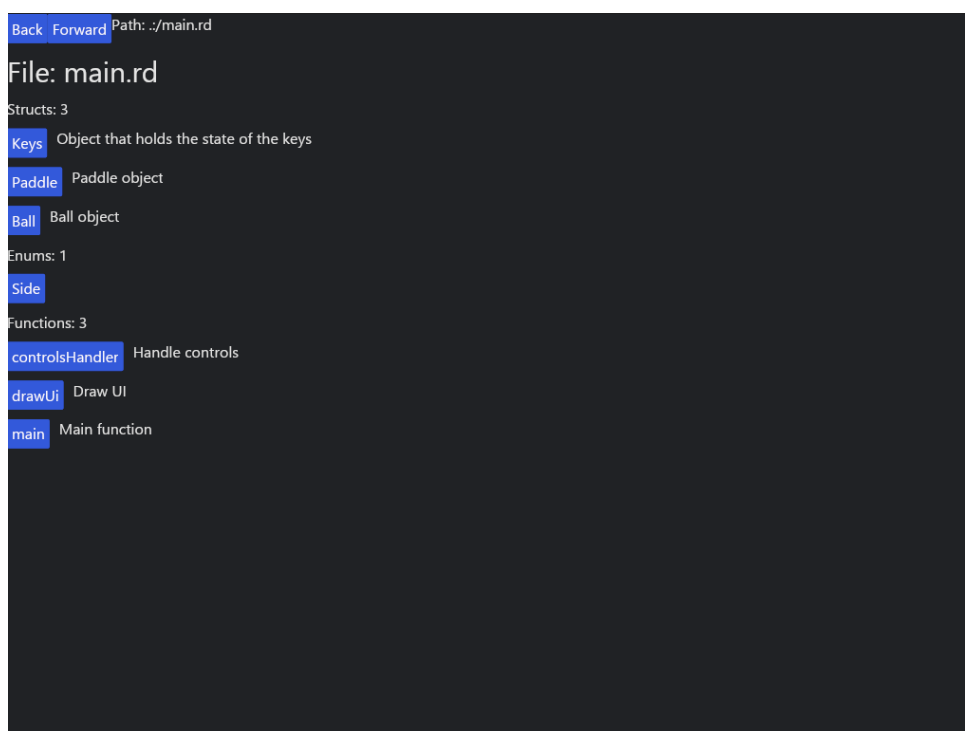 Back Forward Path: .:/main.rd
File: main.rd
Structs: 3
Keys Object that holds the state of the keys
Paddle Paddle object
Ball Ball object
Enums: 1
Side
Functions: 3
controlsHandler Handle controls
drawUi Draw UI
main Main function